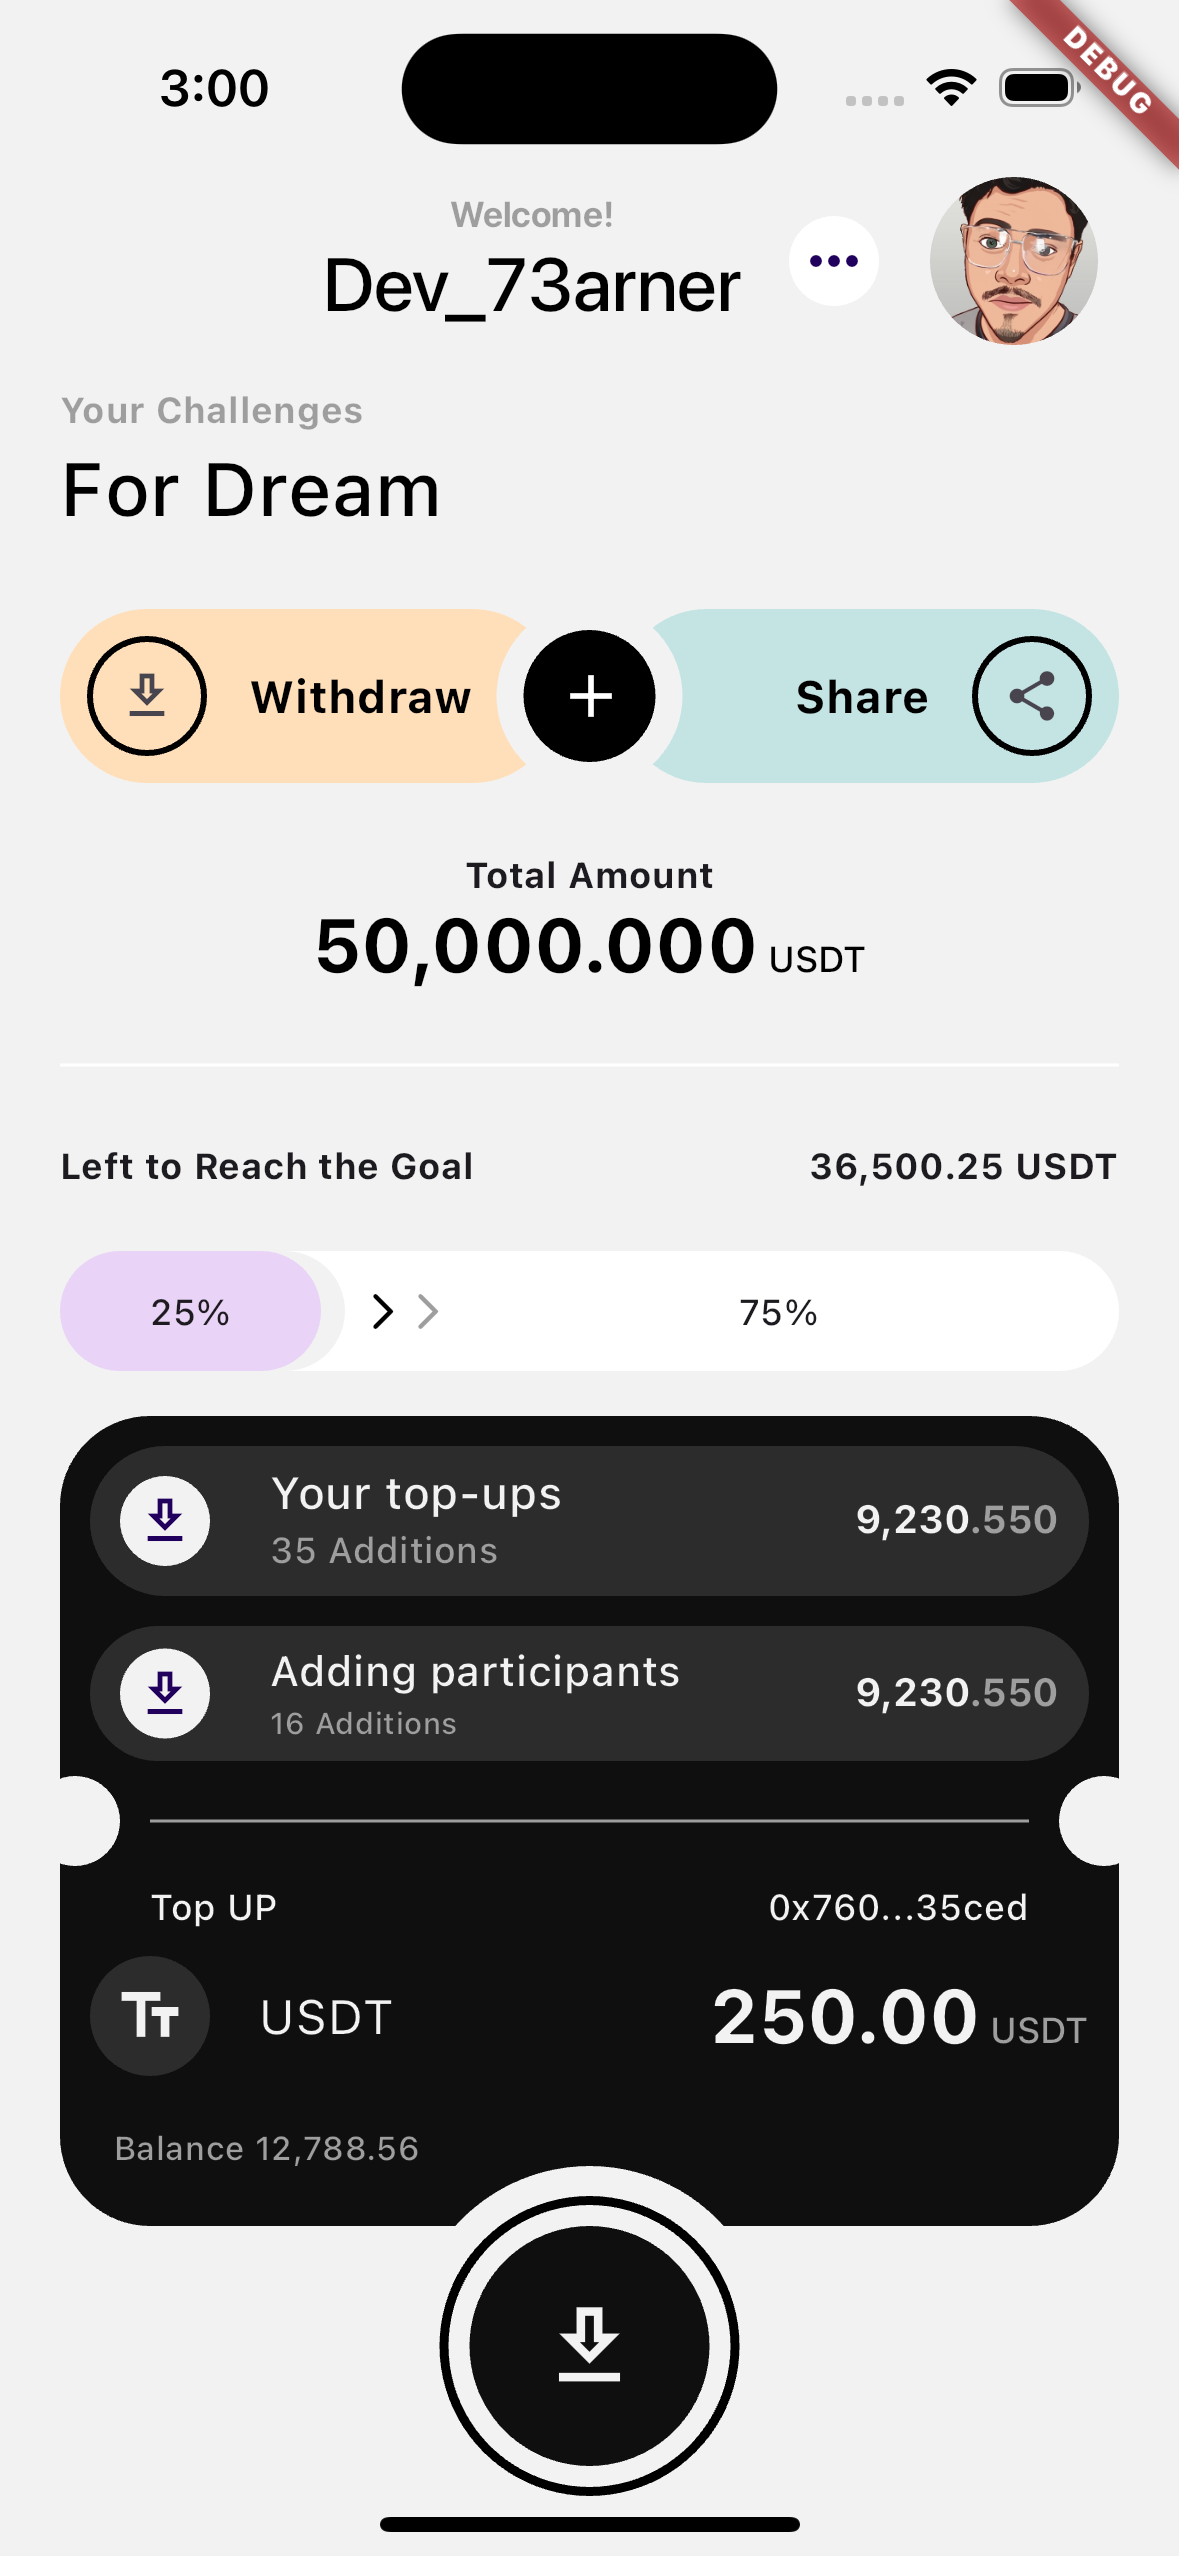 3:00
DEBUG
Welcome!
Dev_73arner
Your Challenges
For Dream
Withdraw
Share
Total Amount
50,000.000 USDT
Left to Reach the Goal 36,500.25 USDT
25% 75%
Your top-ups
35 Additions
9,230.550
Adding participants
16 Additions
9,230.550
Top UP 0x760...35ced
USDT 250.00 USDT
Balance 12,788.56